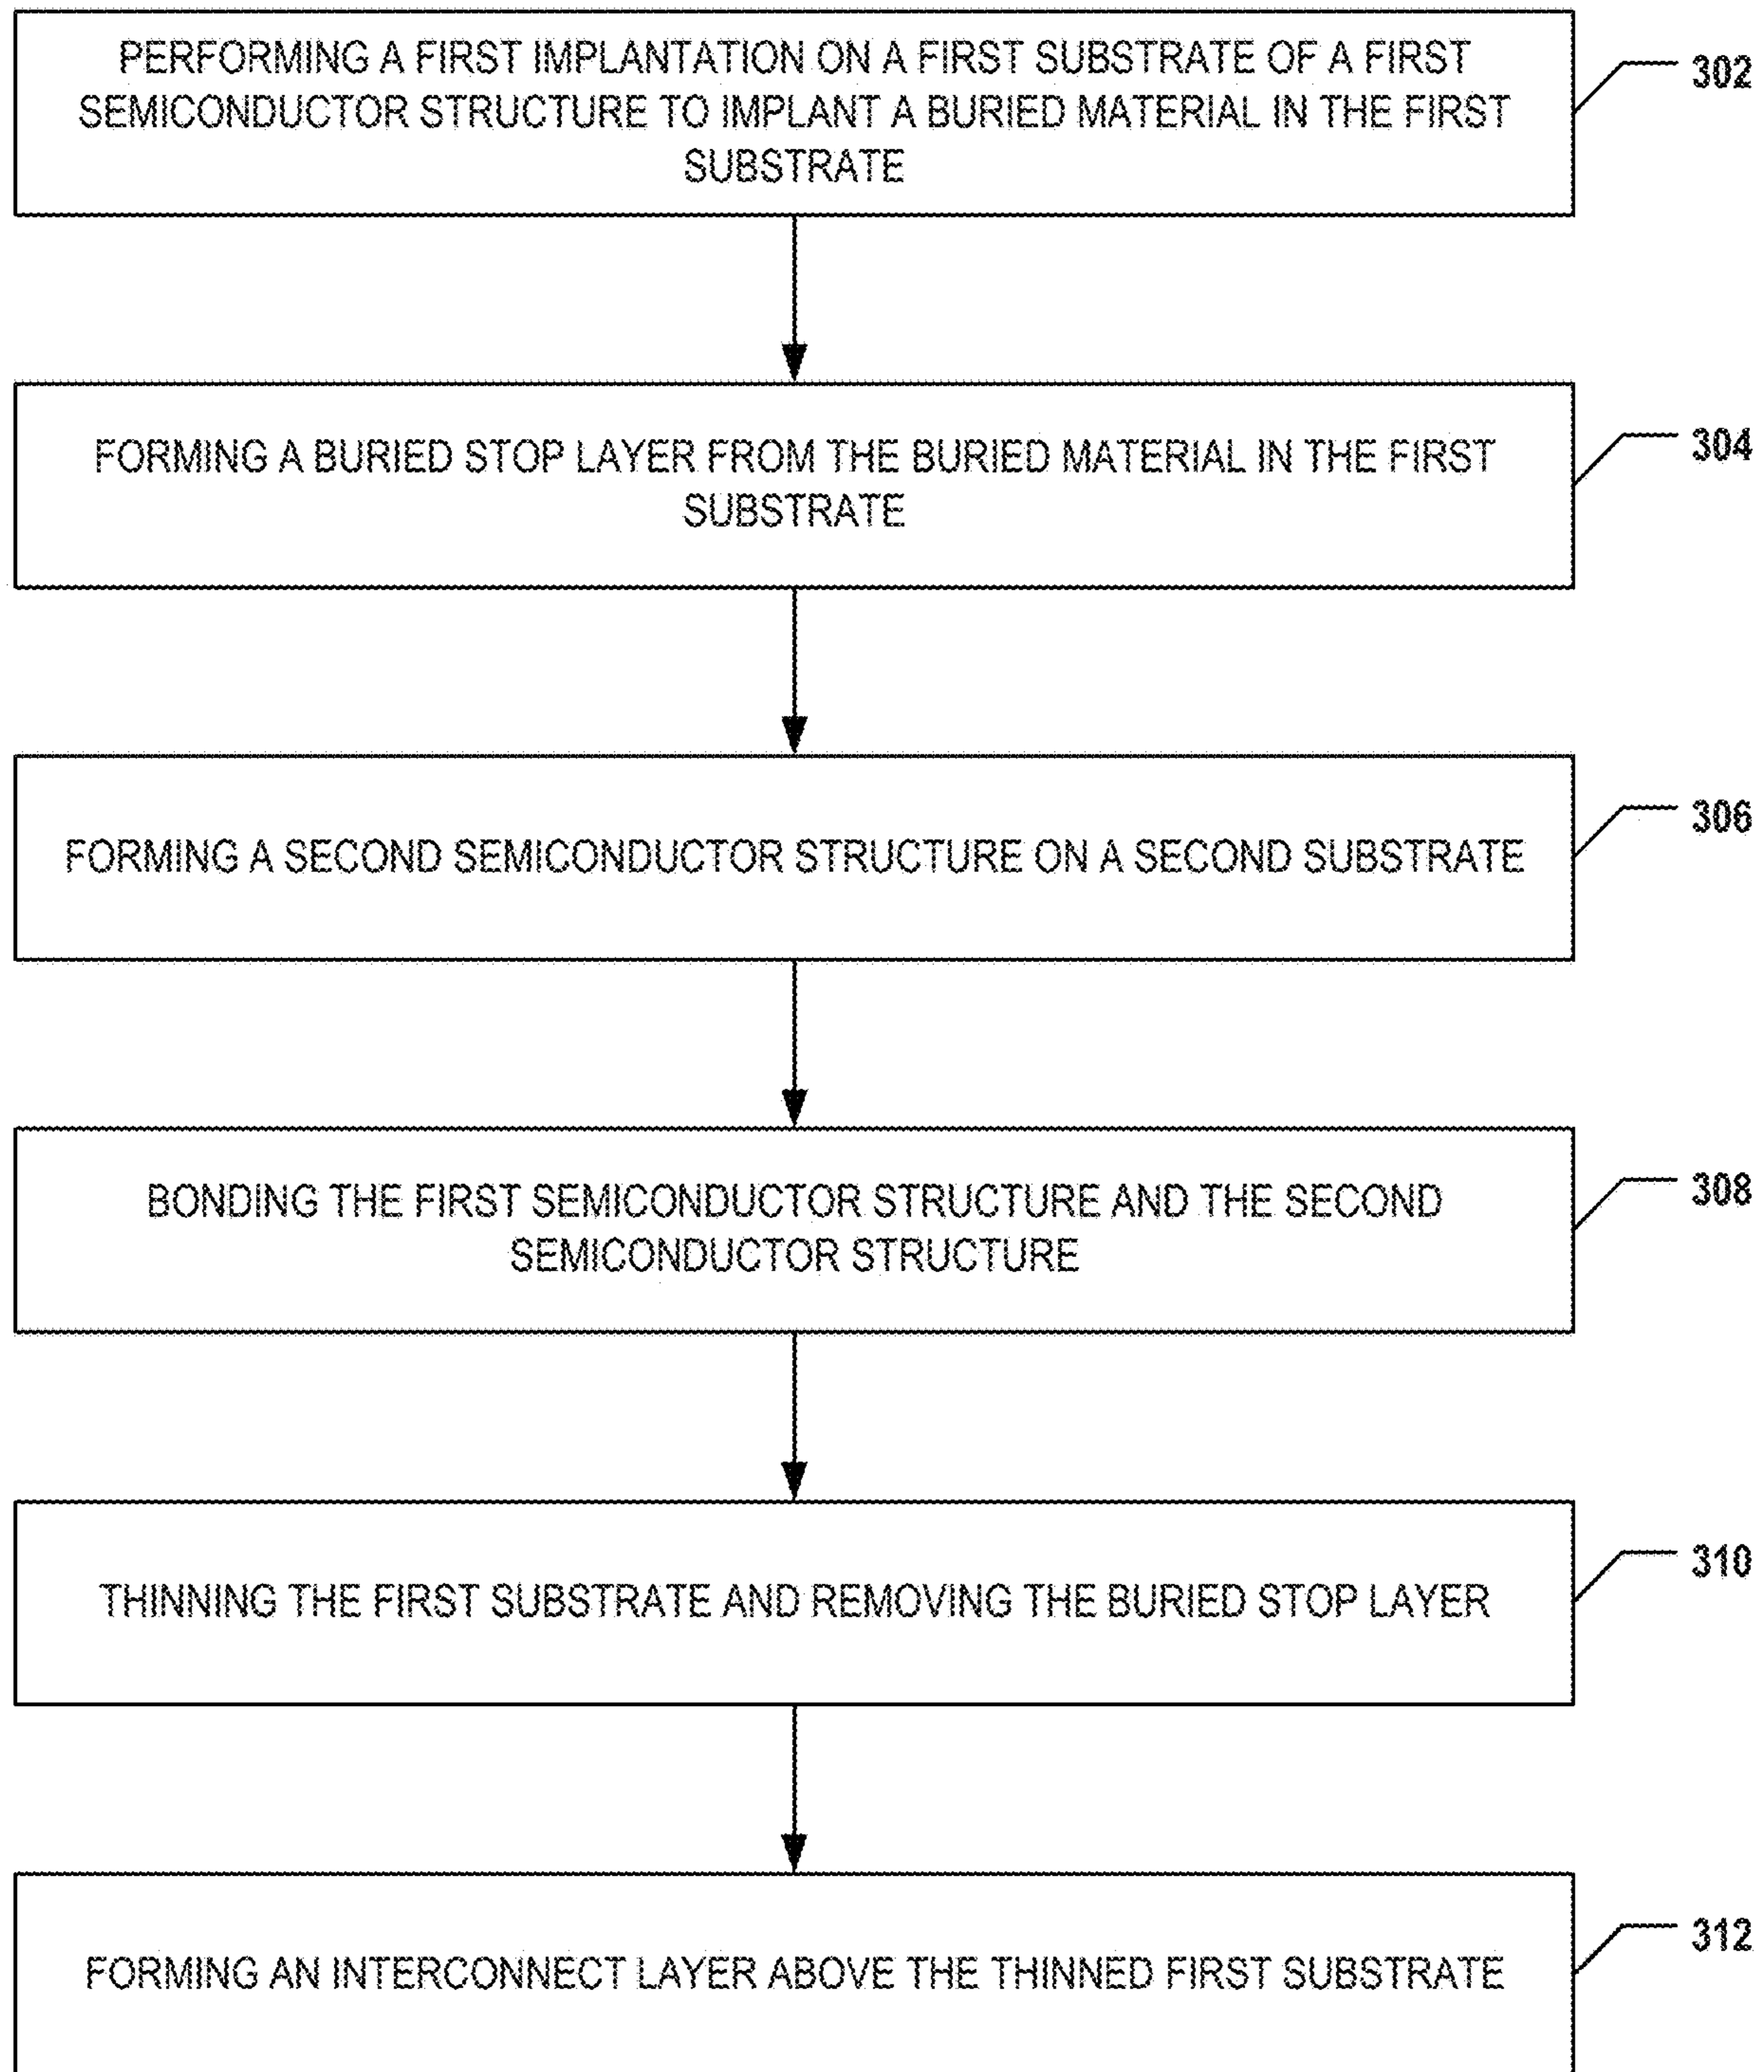 PERFORMING A FIRST IMPLANTATION ON A FIRST SUBSTRATE OF A FIRST
SEMICONDUCTOR STRUCTURE TO IMPLANT A BURIED MATERIAL IN THE FIRST
SUBSTRATE
302
FORMING A BURIED STOP LAYER FROM THE BURIED MATERIAL IN THE FIRST
SUBSTRATE
304
FORMING A SECOND SEMICONDUCTOR STRUCTURE ON A SECOND SUBSTRATE
306
BONDING THE FIRST SEMICONDUCTOR STRUCTURE AND THE SECOND
SEMICONDUCTOR STRUCTURE
308
THINNING THE FIRST SUBSTRATE AND REMOVING THE BURIED STOP LAYER
310
FORMING AN INTERCONNECT LAYER ABOVE THE THINNED FIRST SUBSTRATE
312